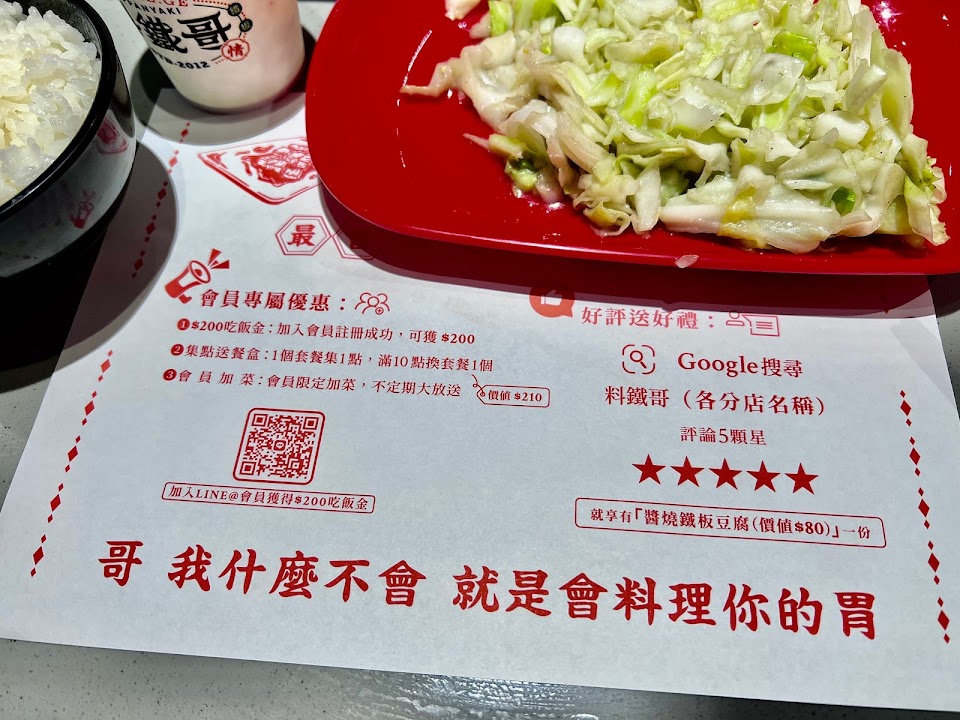 鐵哥
情
2012
最
會員專屬優惠：
❶$200吃飯金：加入會員註冊成功，可獲 $200
❷集點送餐盒：1個套餐集1點，滿10點換套餐1個
❸會員加菜：會員限定加菜，不定期大放送
價值 $210
加入LINE@會員獲得$200吃飯金
好評送好禮：
Google搜尋
料鐵哥（各分店名稱）
評論5顆星
★★★★★
就享有「醬燒鐵板豆腐(價值$80)」一份
哥 我什麼不會 就是會料理你的胃